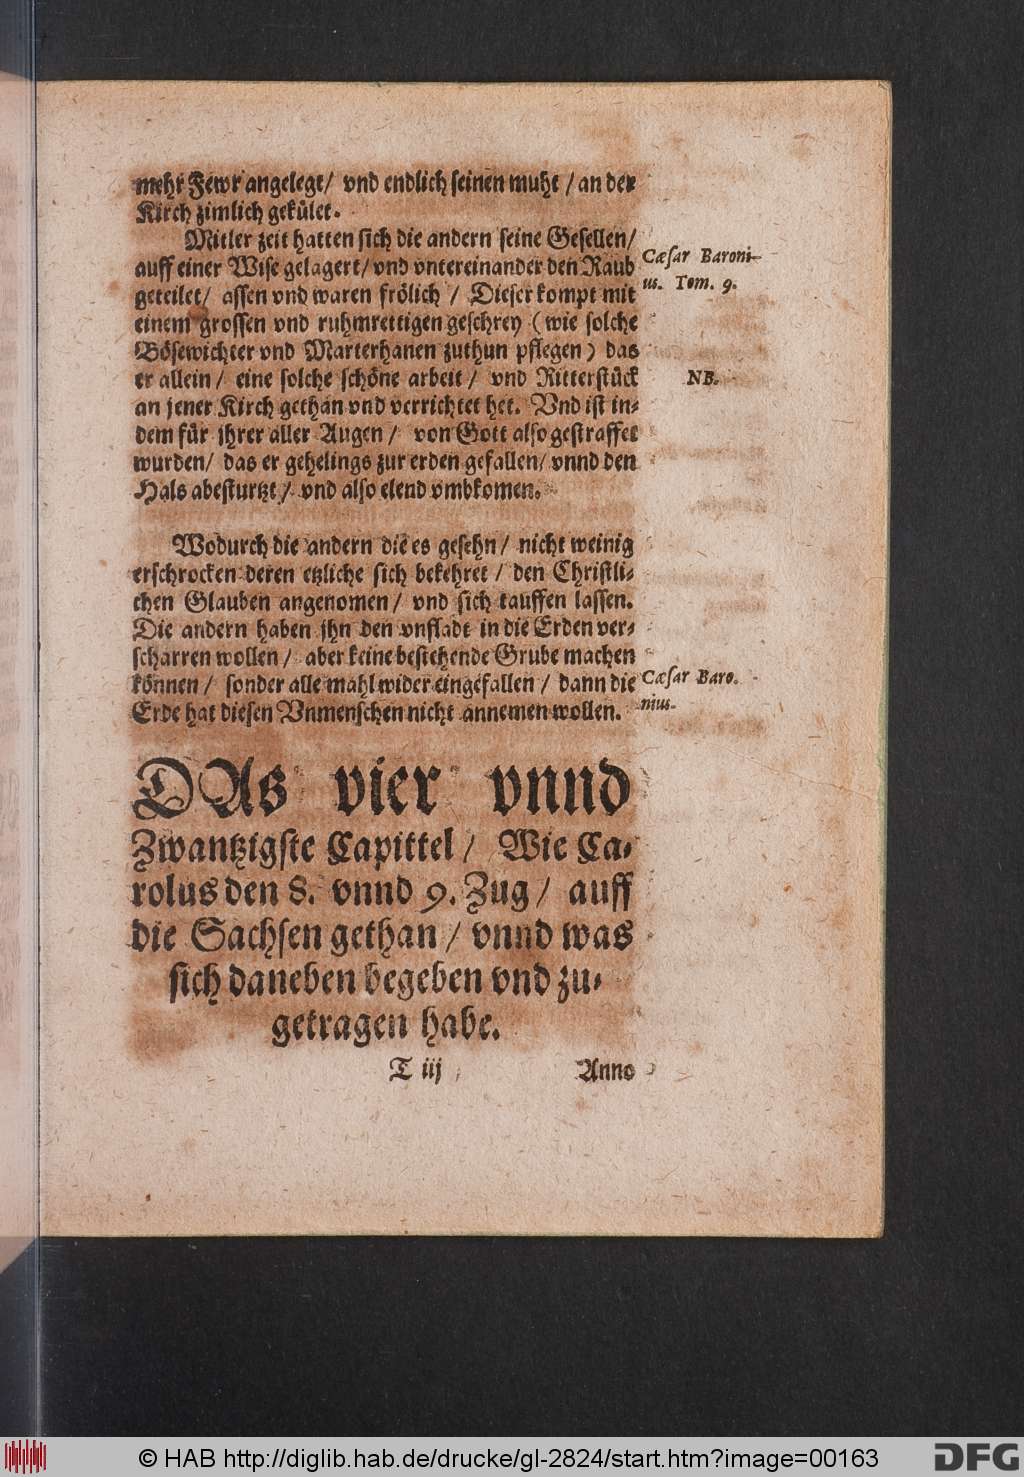 mehr Fewr angelegt/ vnd endlich seinen muht / an der
Kirch zimlich gekület.
Mitler zeit hatten sich die andern seine Gesellen/
auff einer Wise gelagert/ vnd vntereinander den Raub
geteilet/ assen vnd waren frölich / Dieser kompt mit
einem grossen vnd ruhmrettigen geschrey (wie solche
Bösewichter vnd Marterhanen zuthun pflegen) das
er allein / eine solche schöne arbeit / vnd Ritterstück
an jener Kirch gethan vnd verrichtet het. Vnd ist in-
dem für jhrer aller Augen / von Gott also gestraffet
wurden/ das er gehelings zur erden gefallen/ vnnd den
Hals abesturtzt / vnd also elend vmbkomen.
Cæsar Baroni-
us. Tom. 9.
NB.
Wodurch die andern die es gesehn / nicht weinig
erschrocken deren etzliche sich bekehret / den Christli-
chen Glauben angenomen / vnd sich tauffen lassen.
Die andern haben jhn den vnfladt in die Erden ver-
scharren wollen / aber keine bestehende Grube machen
können / sonder alle mahl wider eingefallen / dann die
Erde hat diesen Vnmenschen nicht annemen wollen.
Cæsar Baro.
nius.
DAs vier vnnd
Zwantzigste Capittel / Wie Ca-
rolus den 8. vnnd 9. Zug / auff
die Sachsen gethan / vnnd was
sich daneben begeben vnd zu-
getragen habe.
T iij
Anno
© HAB http://diglib.hab.de/drucke/gl-2824/start.htm?image=00163
DFG